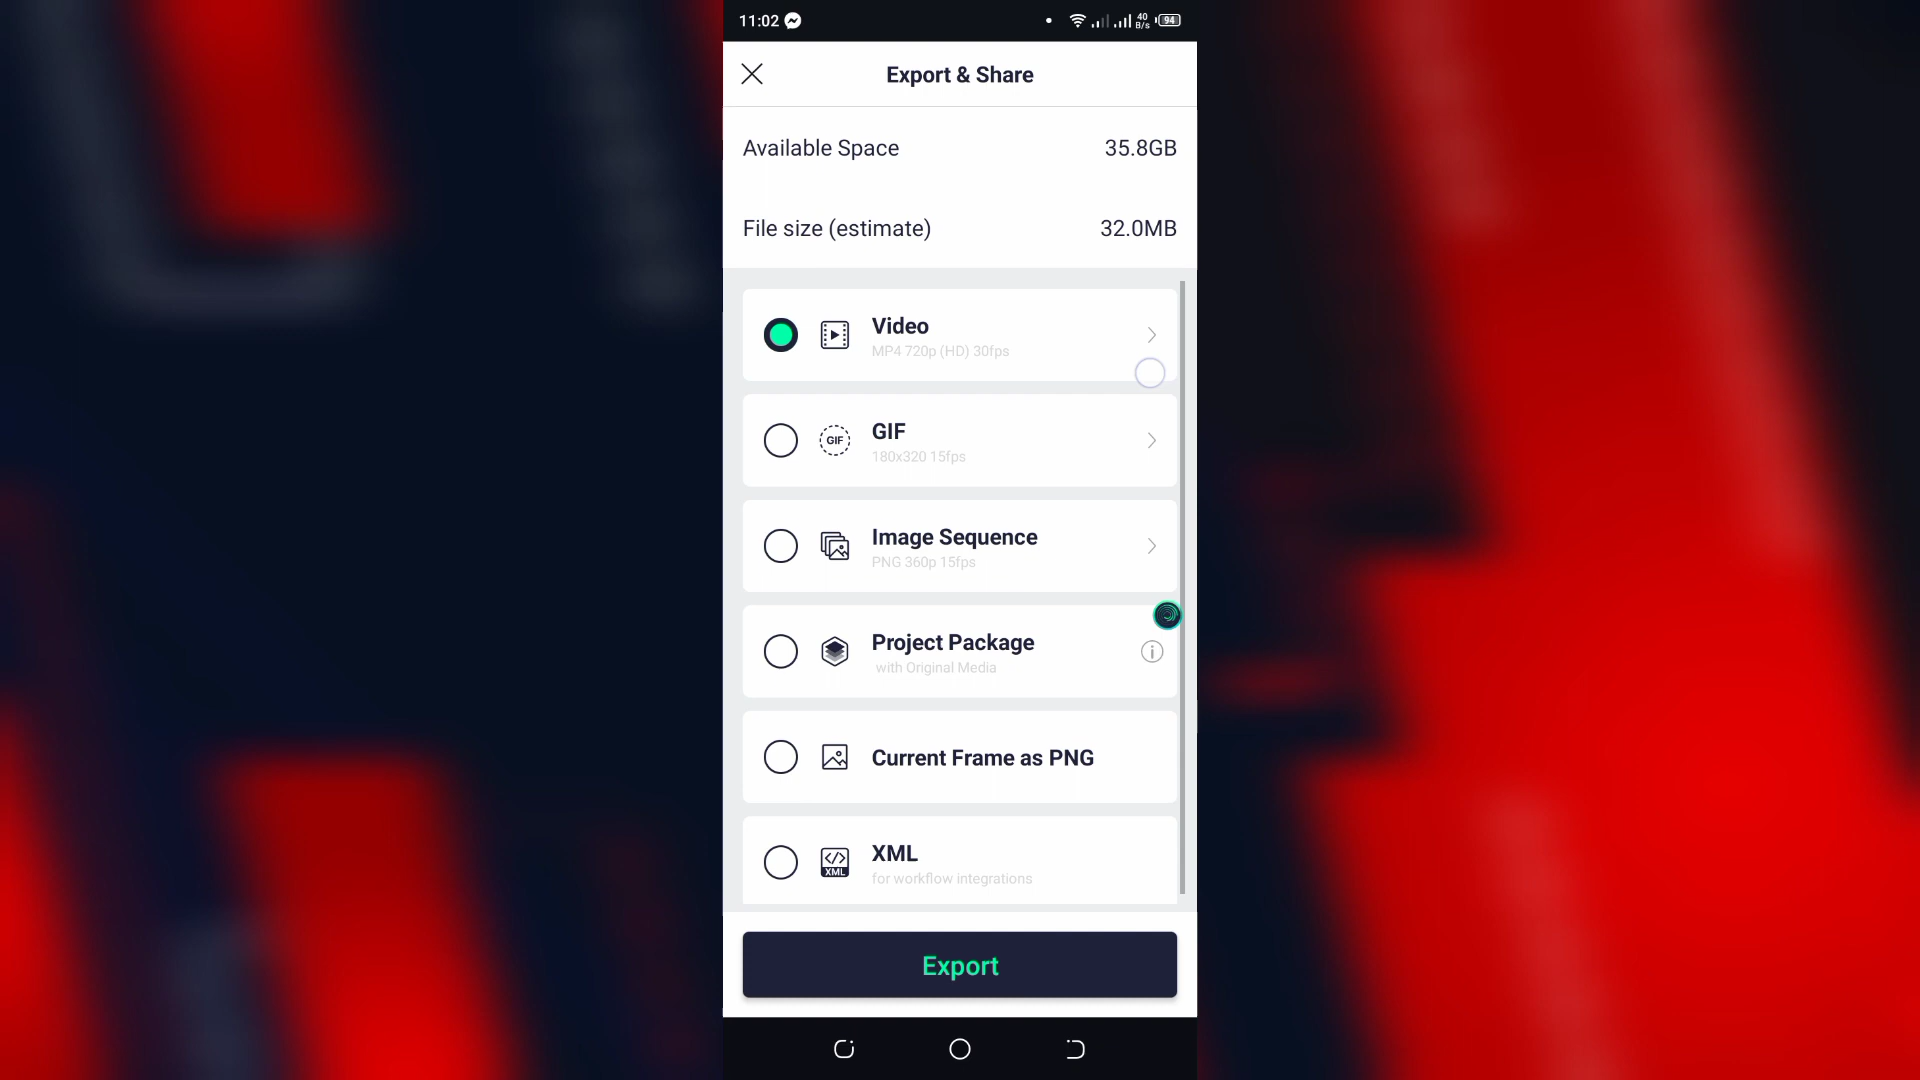 11:02
40
B/s
94
Export & Share
Available Space 35.8GB
File size (estimate) 32.0MB
Video
MP4 720p (HD) 30fps
GIF
GIF
180x320 15fps
Image Sequence
PNG 360p 15fps
Project Package
with Original Media
Current Frame as PNG
XML
XML
for workflow integrations
Export